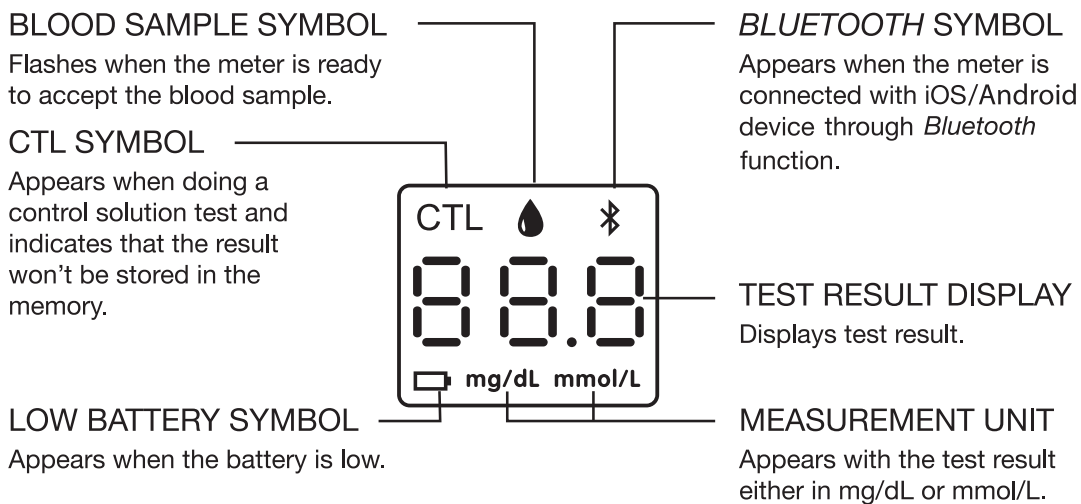 BLOOD SAMPLE SYMBOL
Flashes when the meter is ready
to accept the blood sample.
CTL SYMBOL
Appears when doing a
control solution test and
indicates that the result
won't be stored in the
memory.
LOW BATTERY SYMBOL
Appears when the battery is low.
CTL
88.8
mg/dL mmol/L
BLUETOOTH SYMBOL
Appears when the meter is
connected with iOS/Android
device through Bluetooth
function.
TEST RESULT DISPLAY
Displays test result.
MEASUREMENT UNIT
Appears with the test result
either in mg/dL or mmol/L.